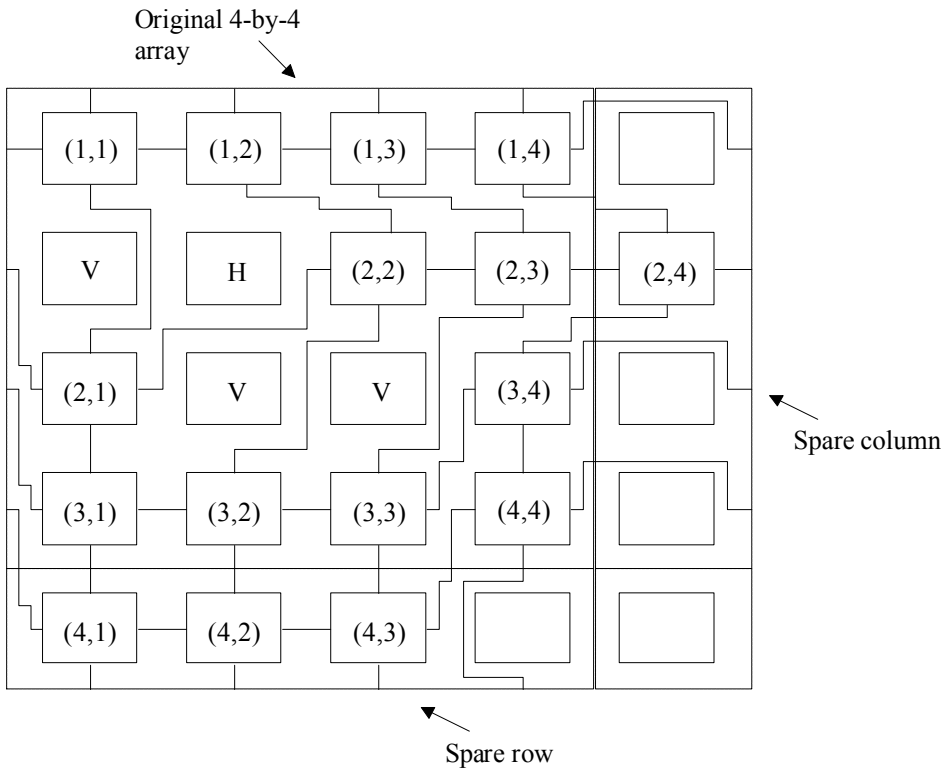 Original 4-by-4
array
(1,1) (1,2) (1,3) (1,4)
V H (2,2) (2,3) (2,4)
(2,1) V V (3,4)
Spare column
(3,1) (3,2) (3,3) (4,4)
(4,1) (4,2) (4,3)
Spare row